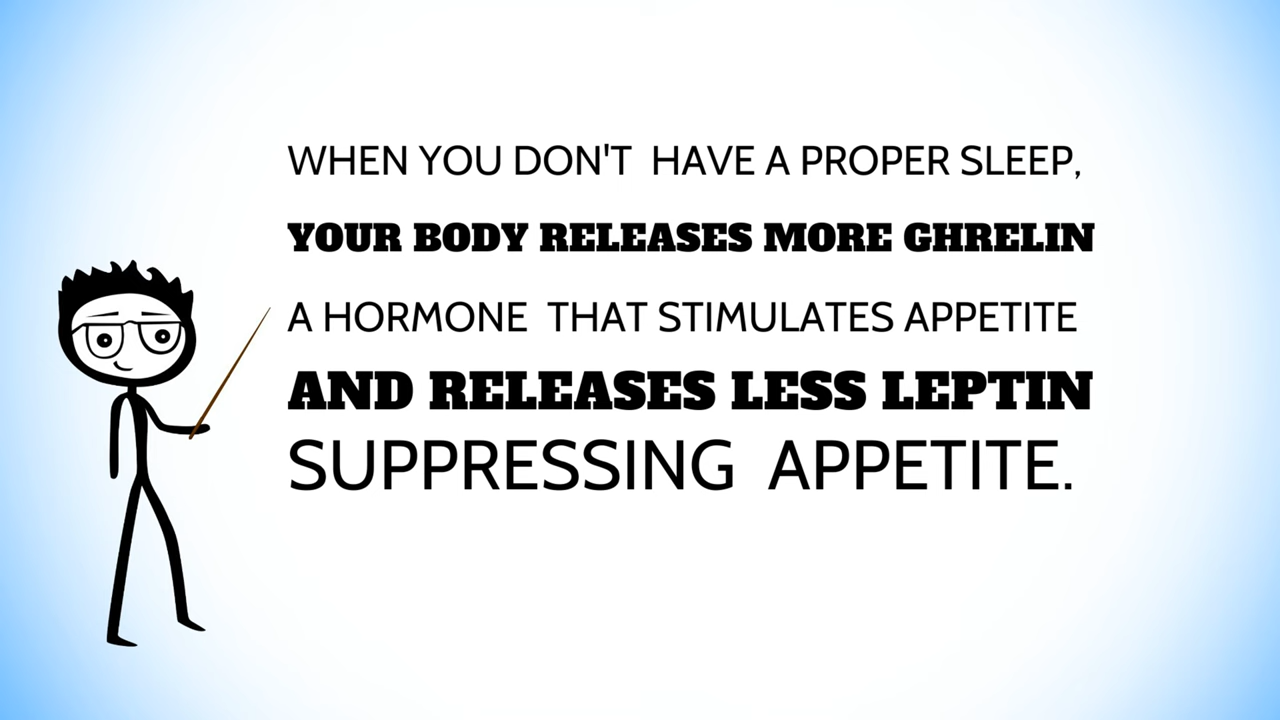 WHEN YOU DON'T HAVE A PROPER SLEEP,
YOUR BODY RELEASES MORE GHRELIN
A HORMONE THAT STIMULATES APPETITE
AND RELEASES LESS LEPTIN
SUPPRESSING APPETITE.